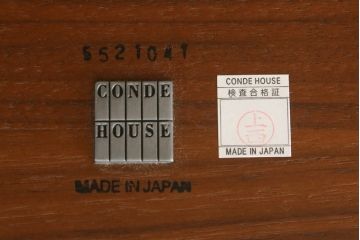 5521041
CONDE
HOUSE
MADE IN JAPAN
CONDE HOUSE
検査合格証
MADE IN JAPAN